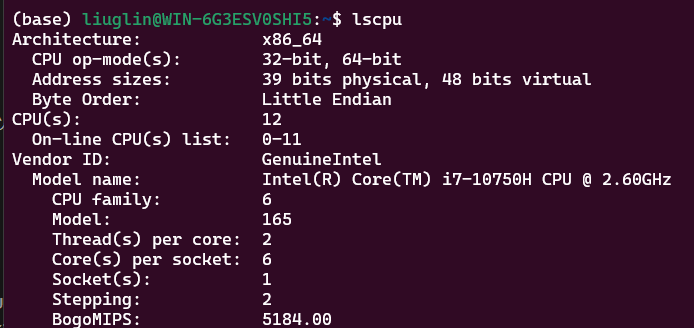 (base) liuglin@WIN-6G3ESV0SHI5:~$ lscpu
Architecture: x86_64
CPU op-mode(s): 32-bit, 64-bit
Address sizes: 39 bits physical, 48 bits virtual
Byte Order: Little Endian
CPU(s): 12
On-line CPU(s) list: 0-11
Vendor ID: GenuineIntel
Model name: Intel(R) Core(TM) i7-10750H CPU @ 2.60GHz
CPU family: 6
Model: 165
Thread(s) per core: 2
Core(s) per socket: 6
Socket(s): 1
Stepping: 2
BogoMIPS: 5184.00